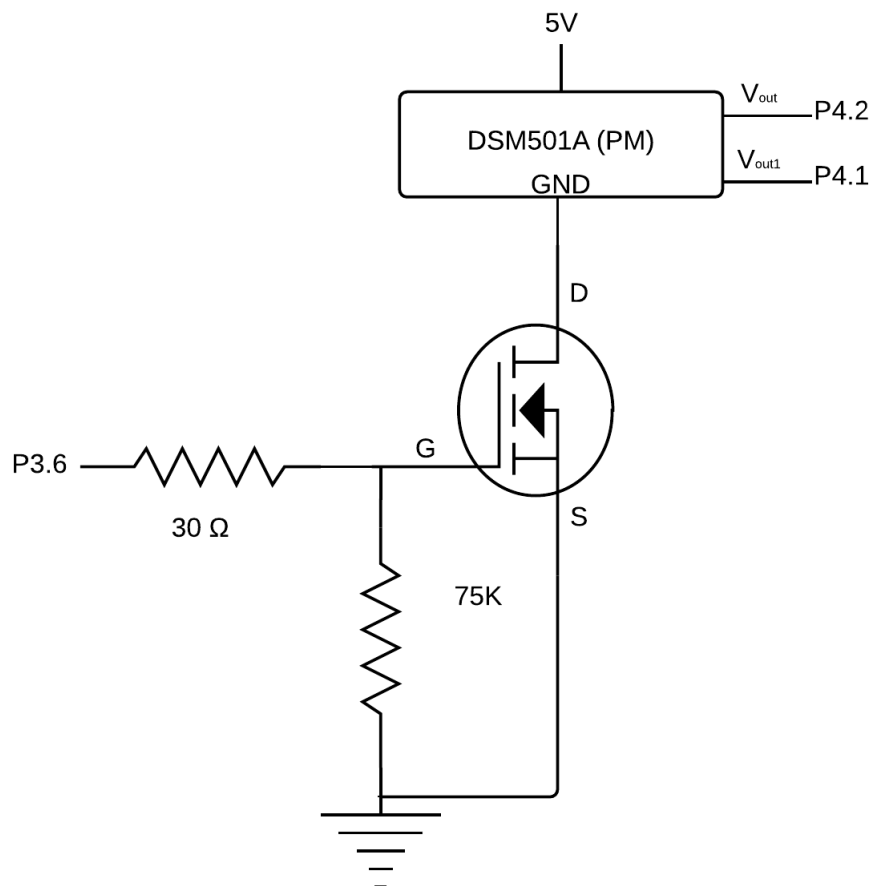 5V
Vout
P4.2
DSM501A (PM)
Vout1
P4.1
GND
D
G
P3.6
S
30 Ω
75K